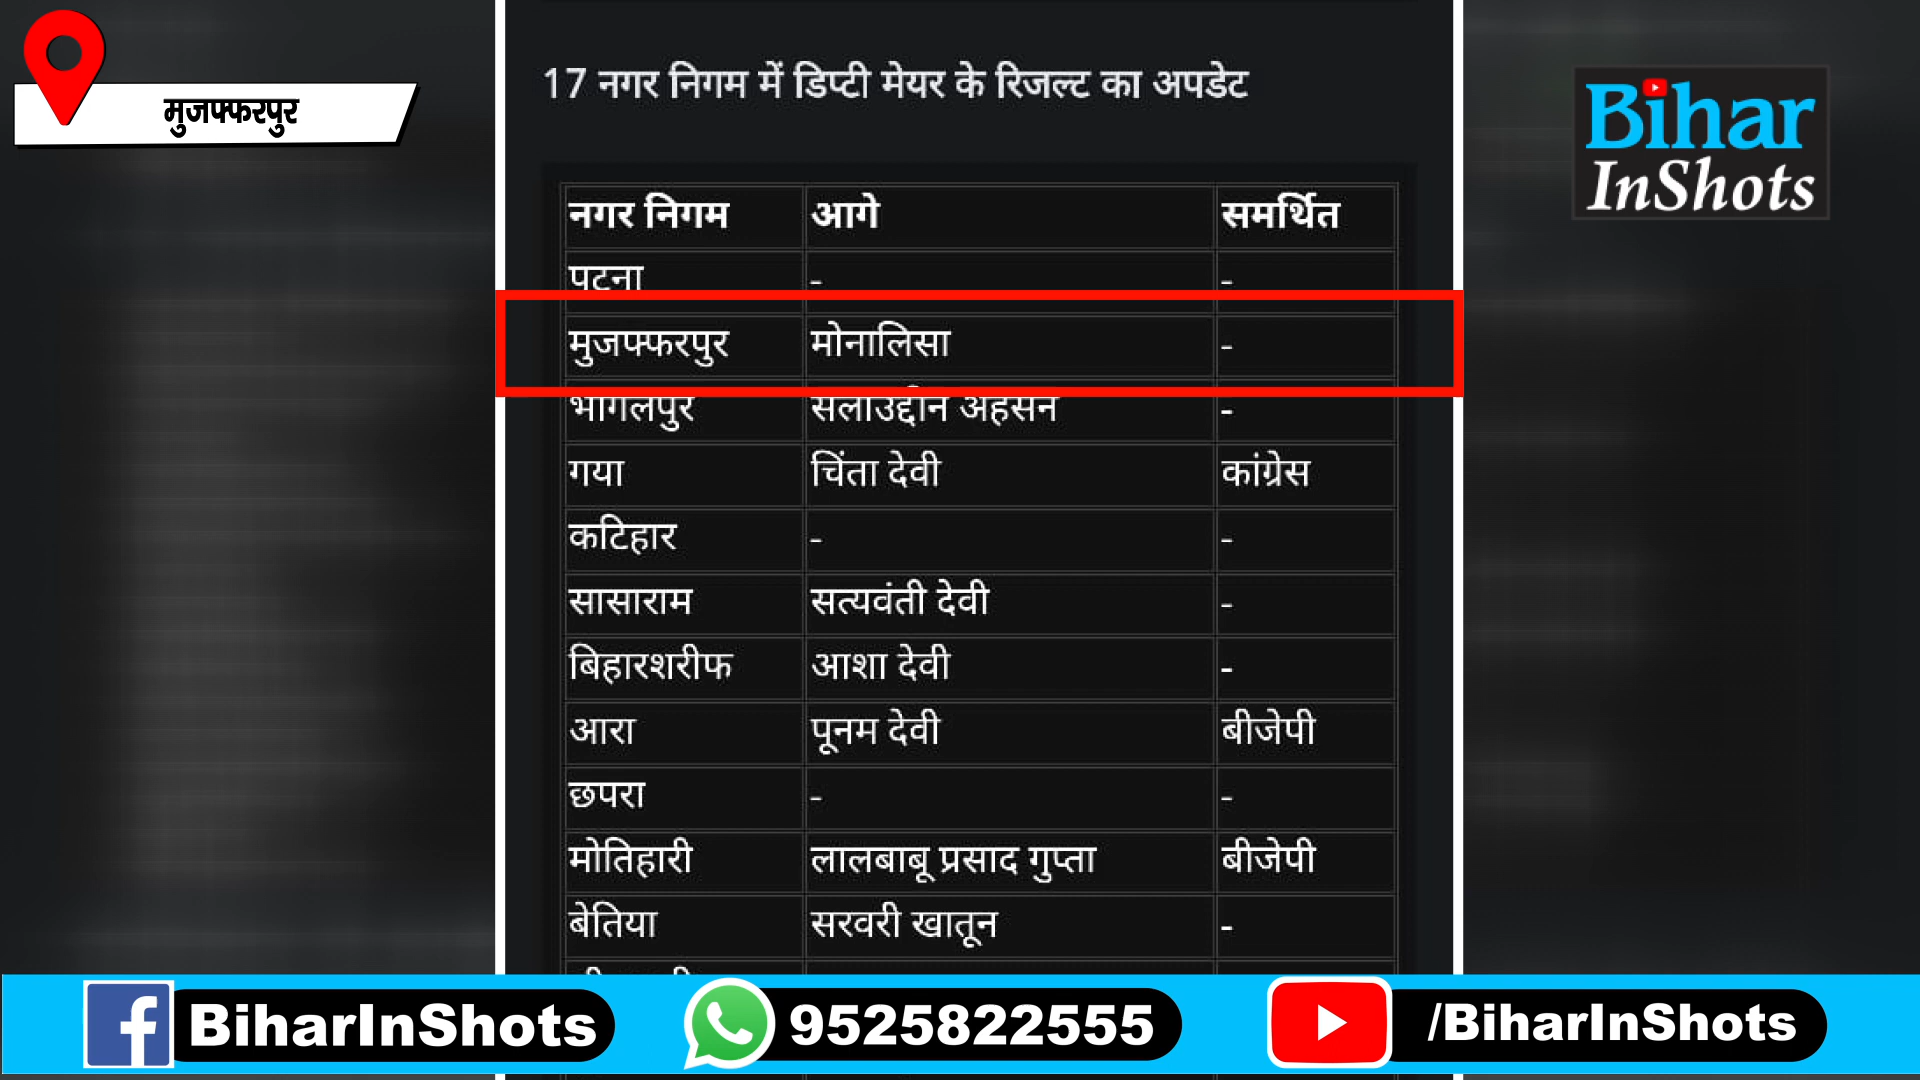 मुजफ्फरपुर
17 नगर निगम में डिप्टी मेयर के रिजल्ट का अपडेट
Bihar
InShots
नगर निगम आगे समर्थित
पटना - -
मुजफ्फरपुर मोनालिसा -
भागलपुर सलाउद्दीन अहसन -
गया चिंता देवी कांग्रेस
कटिहार - -
सासाराम सत्यवंती देवी -
बिहारशरीफ आशा देवी -
आरा पूनम देवी बीजेपी
छपरा - -
मोतिहारी लालबाबू प्रसाद गुप्ता बीजेपी
बेतिया सरवरी खातून -
BiharInShots 9525822555 /BiharInShots